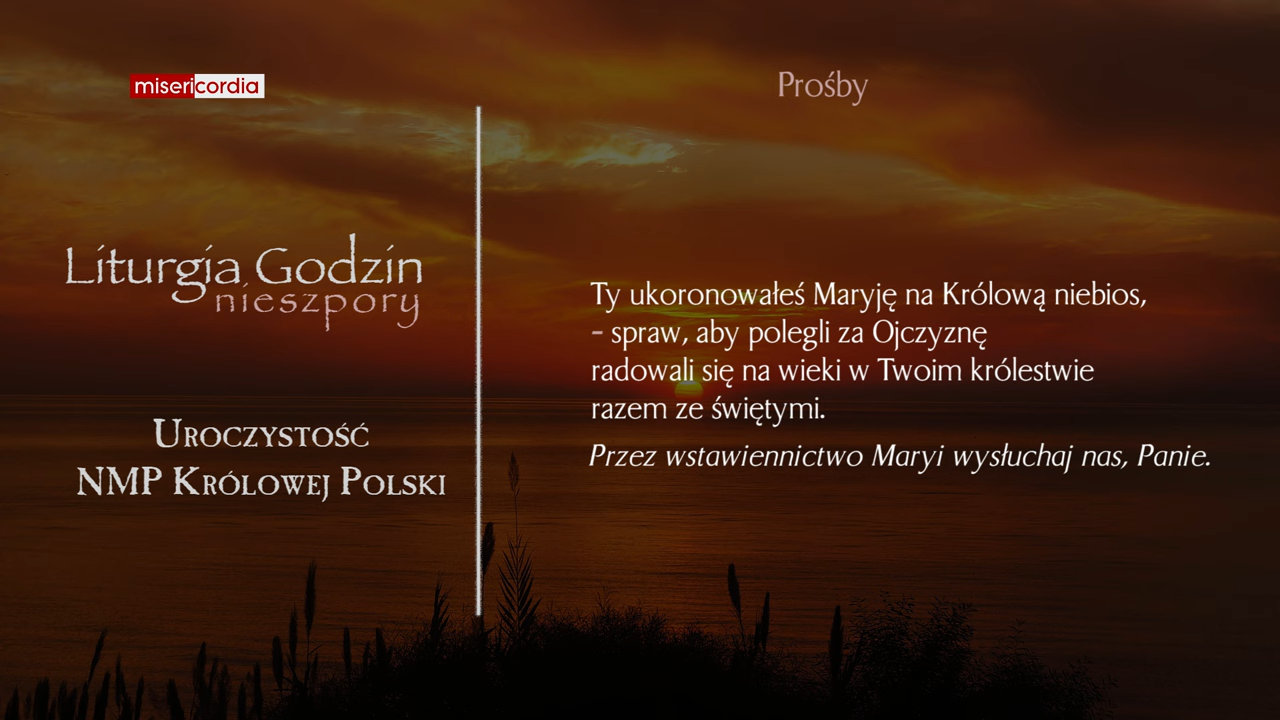 misericordia
Liturgia Godzin
nieszpory
Uroczystość
NMP Królowej Polski
Prośby
Ty ukoronowałeś Maryję na Królową niebios,
- spraw, aby polegli za Ojczyznę
radowali się na wieki w Twoim królestwie
razem ze świętymi.
Przez wstawiennictwo Maryi wysłuchaj nas, Panie.